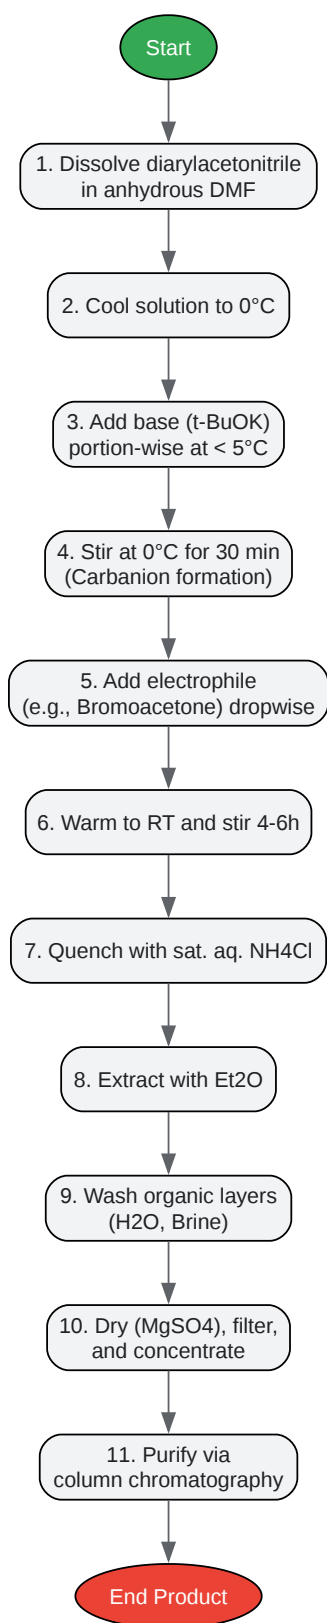 Start
1. Dissolve diarylacetonitrile
in anhydrous DMF
2. Cool solution to 0°C
3. Add base (t-BuOK)
portion-wise at < 5°C
4. Stir at 0°C for 30 min
(Carbanion formation)
5. Add electrophile
(e.g., Bromoacetone) dropwise
6. Warm to RT and stir 4-6h
7. Quench with sat. aq. NH4Cl
8. Extract with Et2O
9. Wash organic layers
(H2O, Brine)
10. Dry (MgSO4), filter,
and concentrate
11. Purify via
column chromatography
End Product